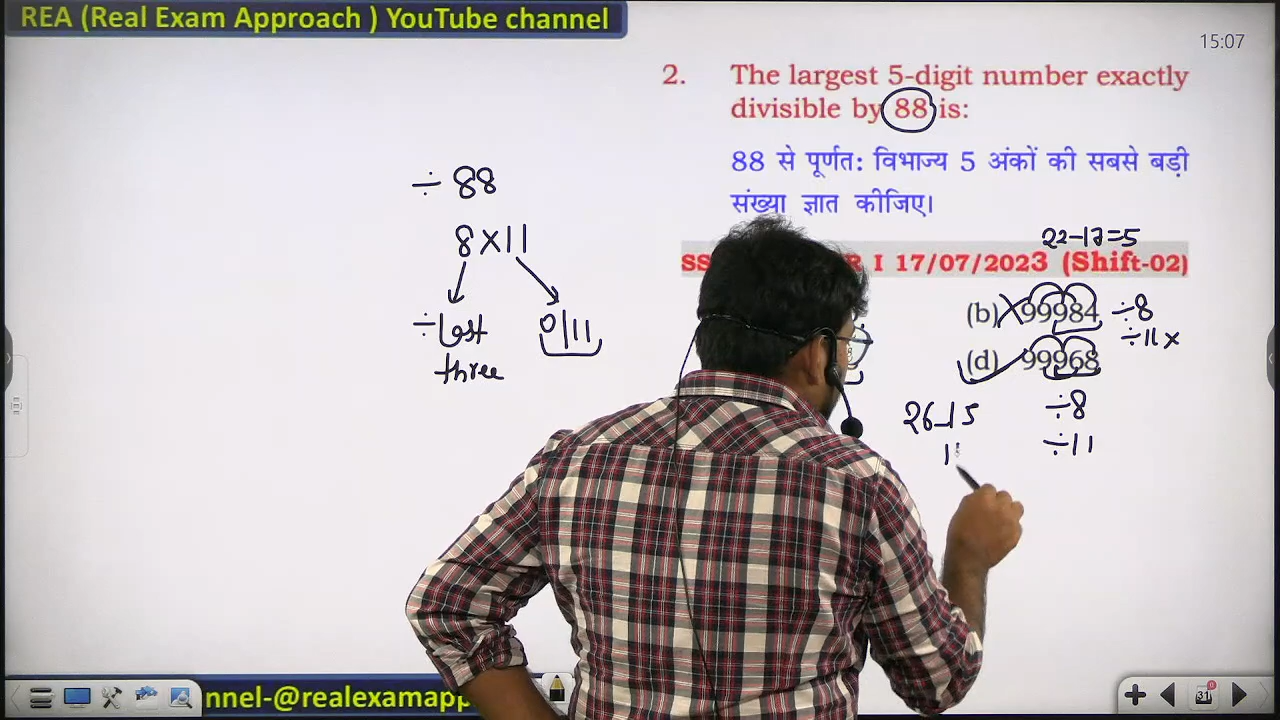 REA (Real Exam Approach ) YouTube channel
15:07
2. The largest 5-digit number exactly
divisible by 88 is:
88 से पूर्णत: विभाज्य 5 अंकों की सबसे बड़ी
संख्या ज्ञात कीजिए।
22-17=5
I 17/07/2023 (Shift-02)
(b) 99984 ÷8
÷11 x
(d) 99968
÷8
÷11
26-15
÷ 88
8 x 11
÷ last
three
0/11
nnel-@realexamapp
31